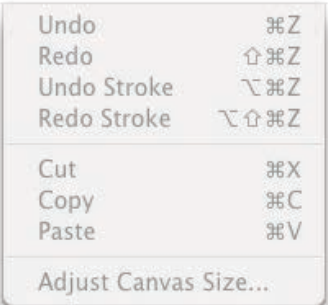 Undo ⌘Z
Redo ⇧⌘Z
Undo Stroke ⌥⌘Z
Redo Stroke ⌥⇧⌘Z
Cut ⌘X
Copy ⌘C
Paste ⌘V
Adjust Canvas Size...